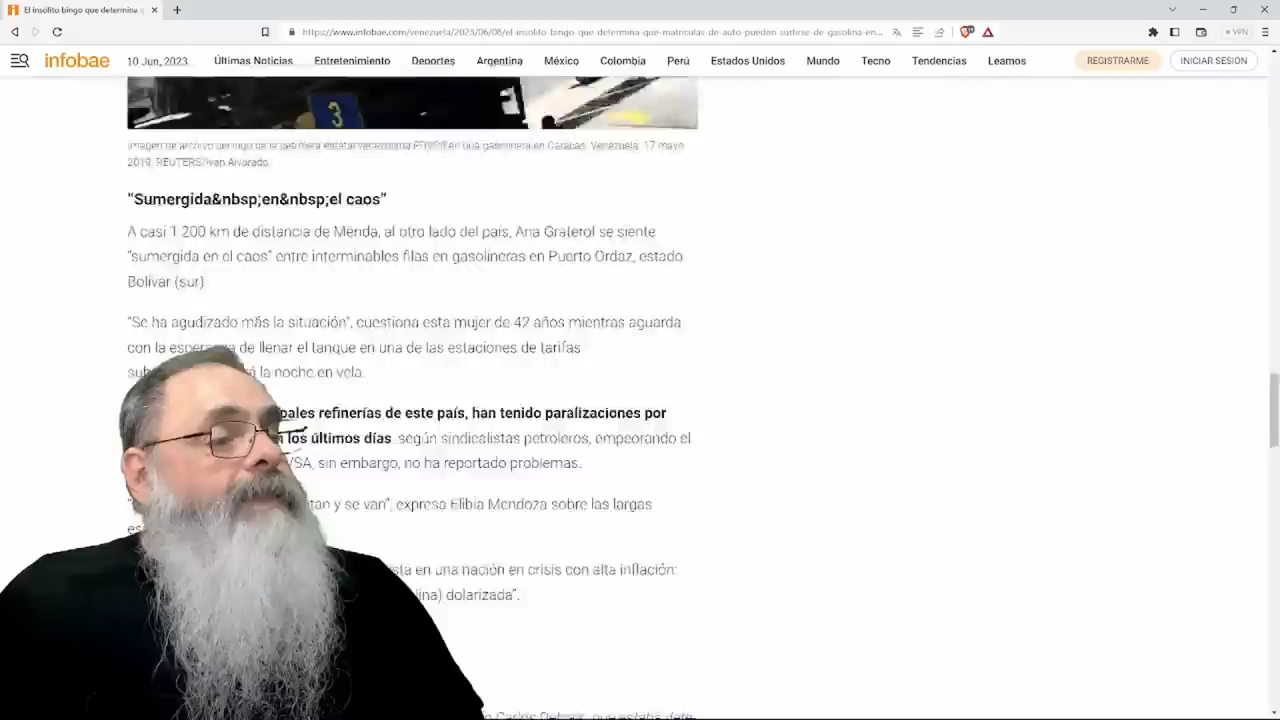 El insólito bingo que determina q
https://www.infobae.com/venezuela/2023/06/08/el-insolito-bingo-que-determina-que-matriculas-de-auto-pueden-surtirse-de-gasolina-en...
VPN
infobae
10 Jun, 2023
Últimas Noticias
Entretenimiento
Deportes
Argentina
México
Colombia
Perú
Estados Unidos
Mundo
Tecno
Tendencias
Leamos
REGISTRARME
INICIAR SESIÓN
3
Imagen de archivo del logo de la petrolera estatal venezolana en una gasolinera en Caracas, Venezuela. 17 mayo
2019. REUTERS/Ivan Alvarado
“Sumergida&nbsp;en&nbsp;el caos”
A casi 1.200 km de distancia de Mérida, al otro lado del país, Ana Graterol se siente
“sumergida en el caos” entre interminables filas en gasolineras en Puerto Ordaz, estado
Bolívar (sur)
“Se ha agudizado más la situación”, cuestiona esta mujer de 42 años mientras aguarda
con la esperanza de llenar el tanque en una de las estaciones de tarifas
la noche en vela.
pales refinerías de este país, han tenido paralizaciones por
los últimos días, según sindicalistas petroleros, empeorando el
VSA, sin embargo, no ha reportado problemas.
tan y se van”, expresa Elibia Mendoza sobre las largas
sta en una nación en crisis con alta inflación:
lina) dolarizada”.
Carlos que estaba